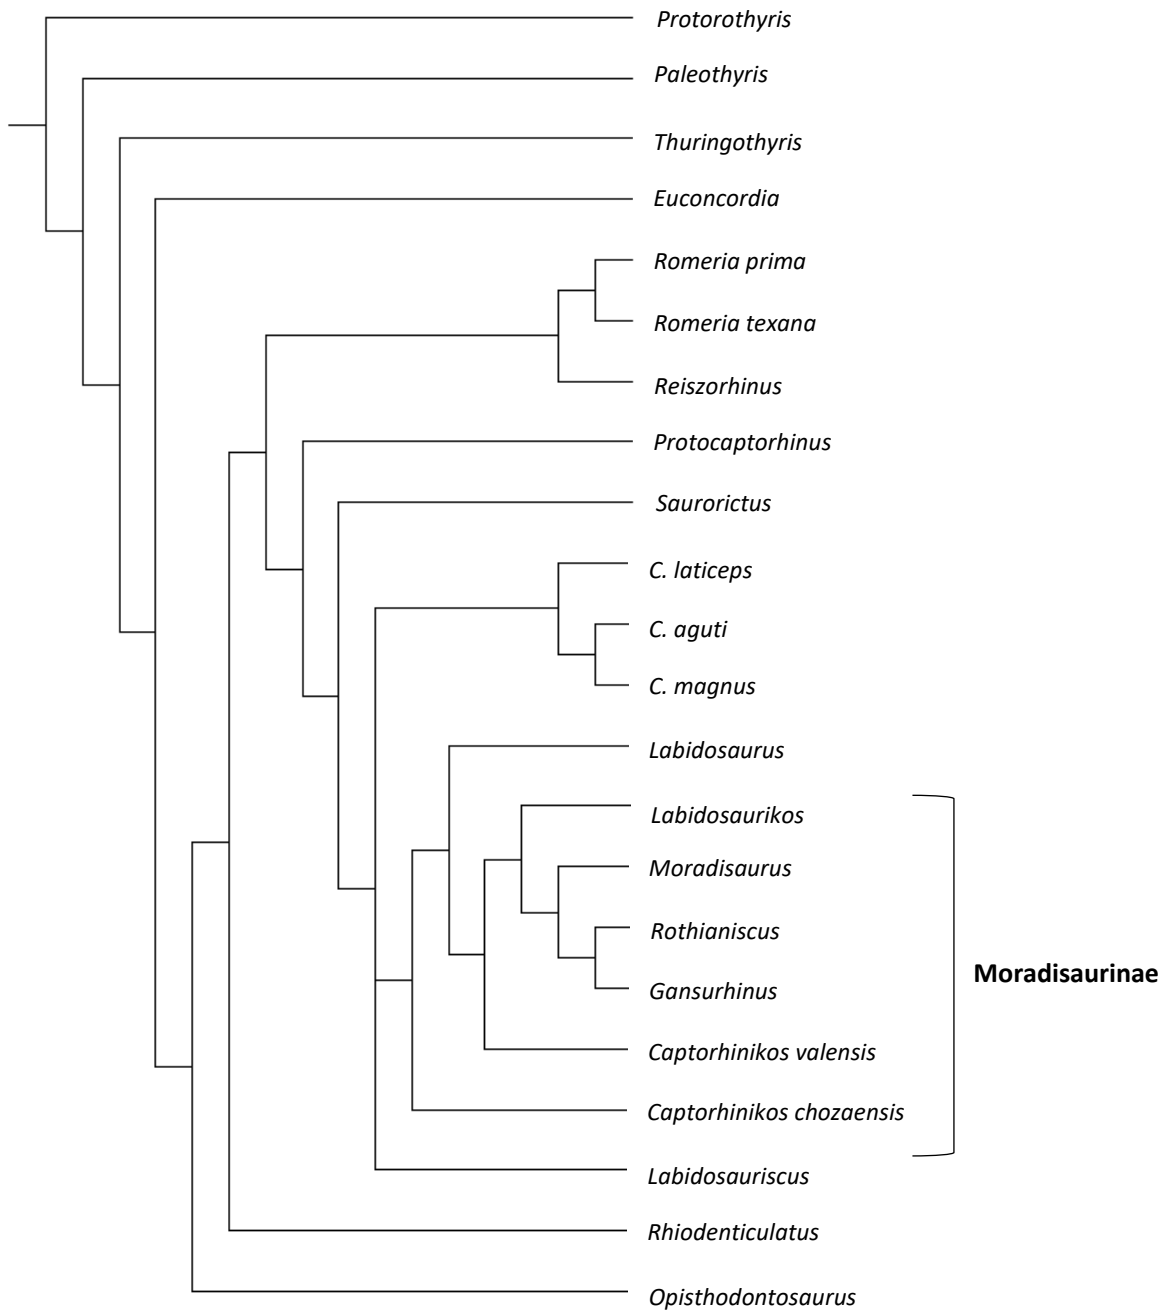 Protorothyris
Paleothyris
Thuringothyris
Euconcordia
Romeria prima
Romeria texana
Reiszorhinus
Protocaptorhinus
Saurorictus
C. laticeps
C. aguti
C. magnus
Labidosaurus
Labidosaurikos
Moradisaurus
Rothianiscus
Moradisaurinae
Gansurhinus
Captorhinikos valensis
Captorhinikos chozaensis
Labidosauriscus
Rhiodenticulatus
Opisthodontosaurus